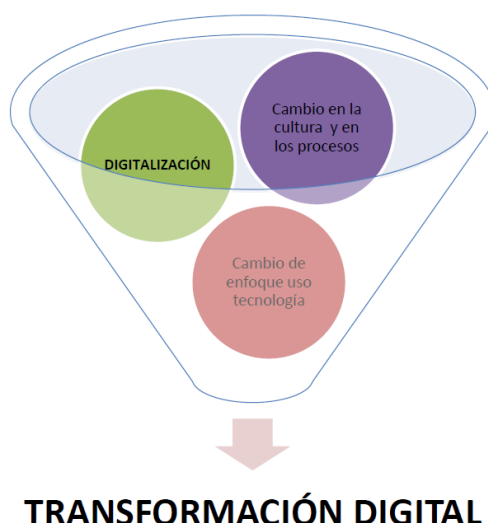 Cambio en la
cultura y en
los procesos
DIGITALIZACIÓN
Cambio de
enfoque uso
tecnología
TRANSFORMACIÓN DIGITAL